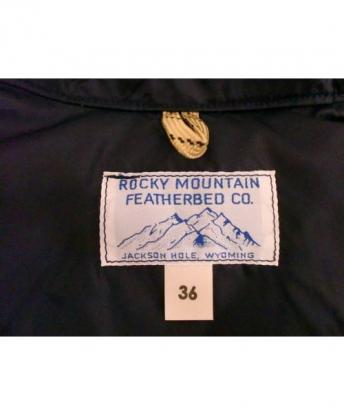 ROCKY MOUNTAIN
FEATHERBED CO.
JACKSON HOLE, WYOMING
36